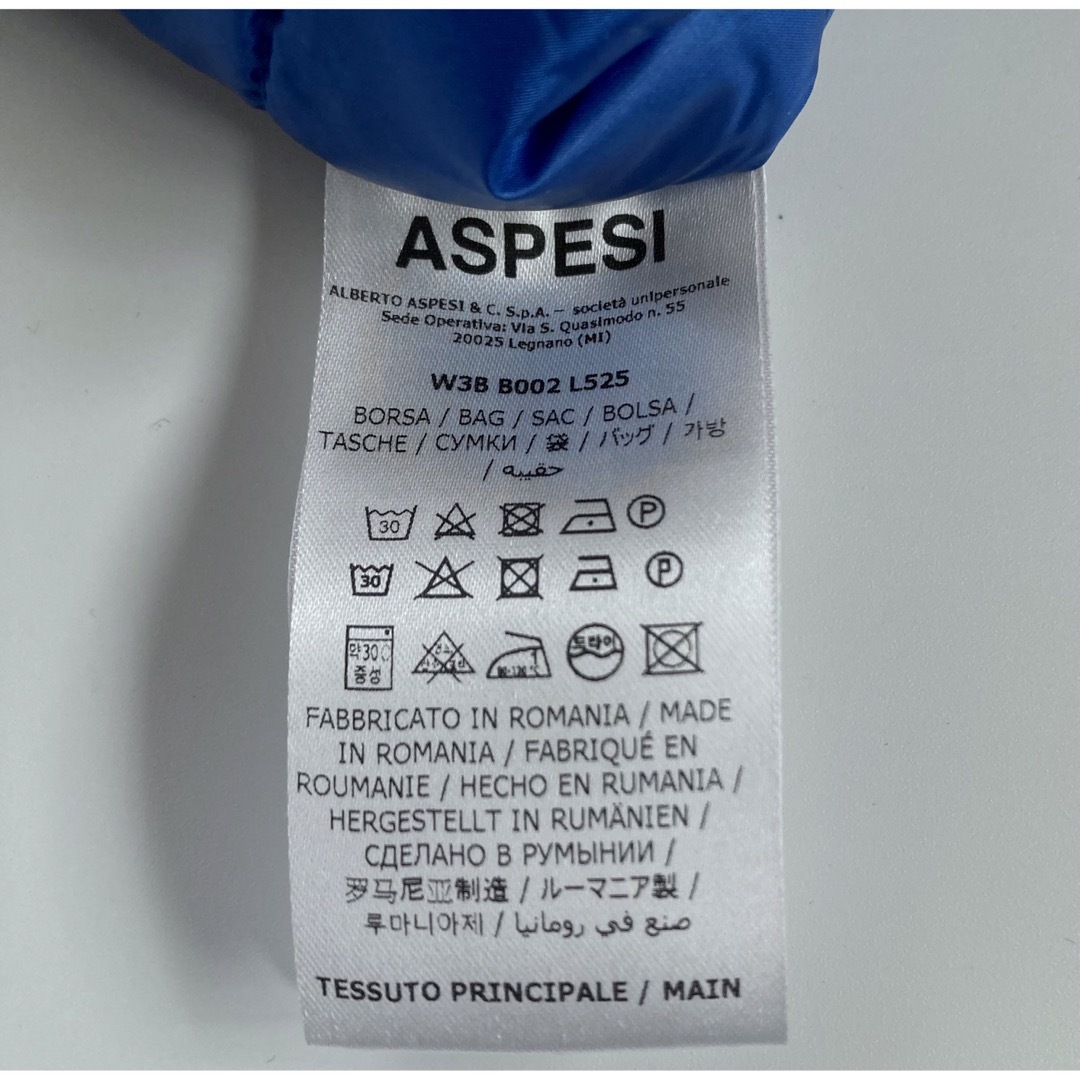 ASPESI
ALBERTO ASPESI & C. S.p.A. – società unipersonale
Sede Operativa: Via S. Quasimodo n. 55
20025 Legnano (MI)
W3B B002 L525
BORSA / BAG / SAC / BOLSA /
TASCHE / СУМКИ / 袋 / バッグ / 가방
/ حقيبه
30 P
30 P
약30℃ 80-120℃ 드라이
중성
FABBRICATO IN ROMANIA / MADE
IN ROMANIA / FABRIQUÉ EN
ROUMANIE / HECHO EN RUMANIA /
HERGESTELLT IN RUMÄNIEN /
СДЕЛАНО В РУМЫНИИ /
罗马尼亚制造 / ルーマニア製 /
루마니아제 / صنع في رومانيا
TESSUTO PRINCIPALE / MAIN